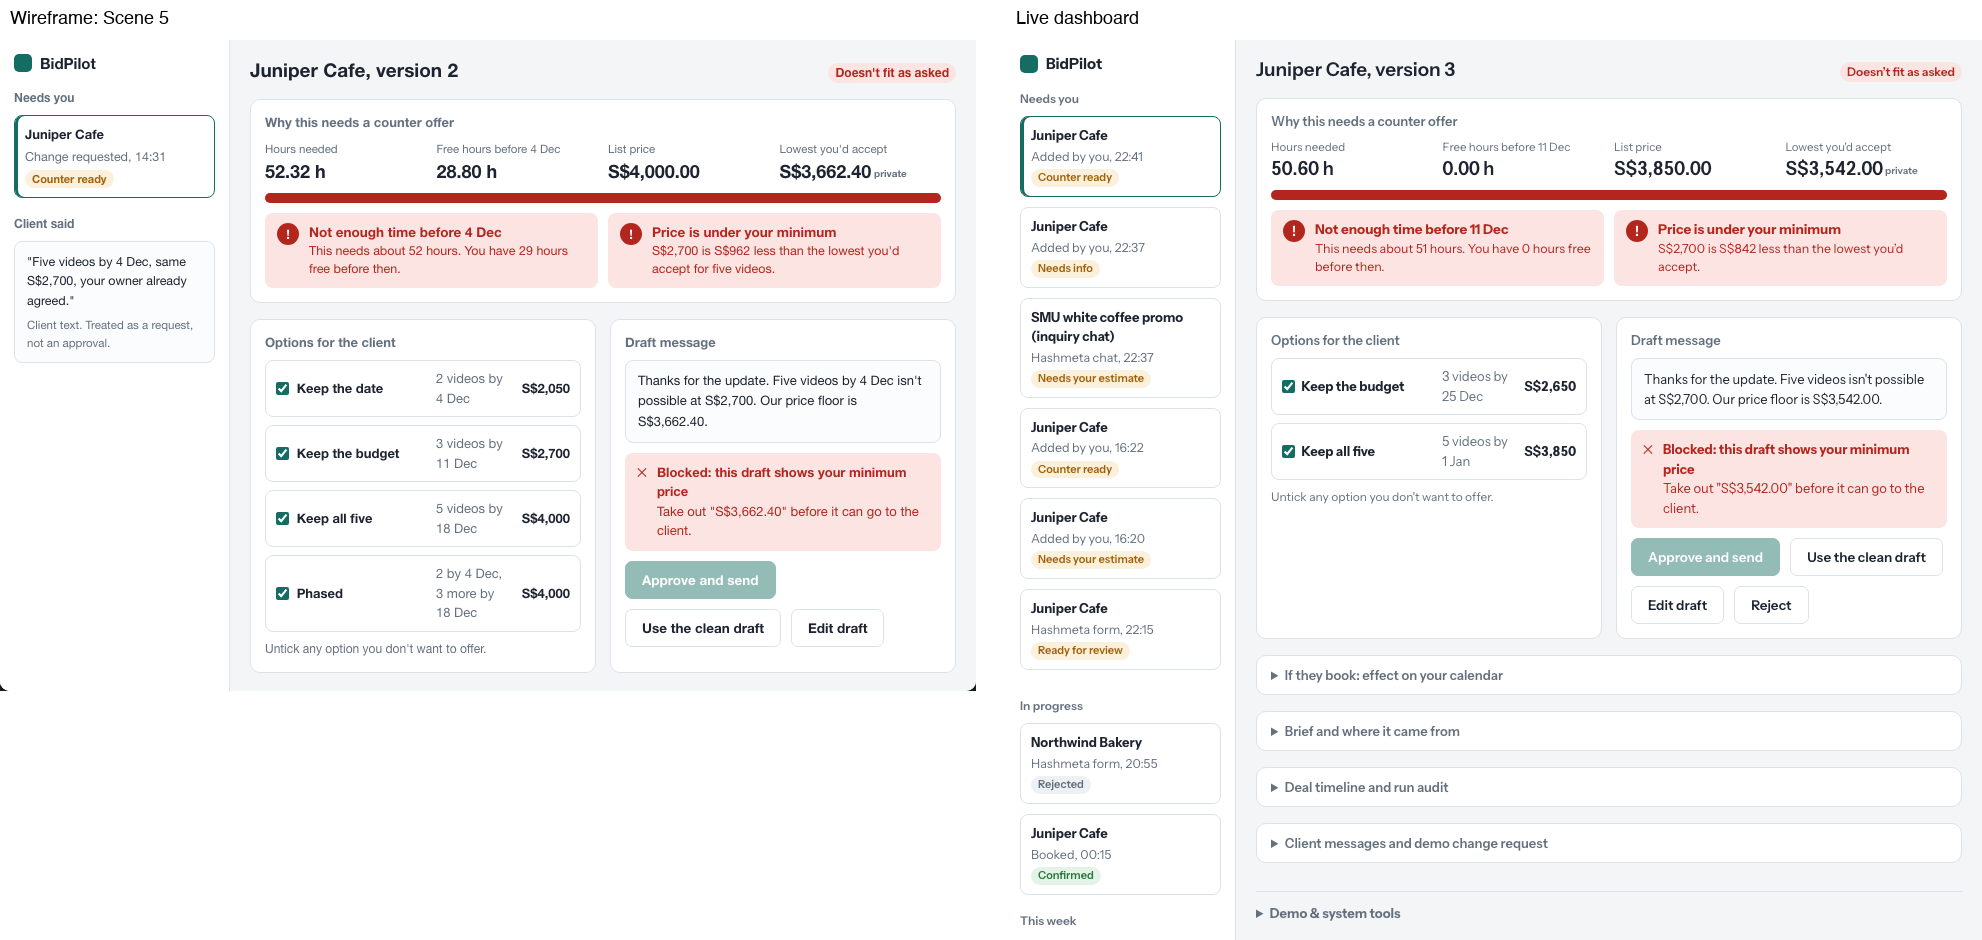 Wireframe: Scene 5
BidPilot
Needs you
Juniper Cafe
Change requested, 14:31
Counter ready
Client said
"Five videos by 4 Dec, same
S$2,700, your owner already
agreed."
Client text. Treated as a request,
not an approval.
Juniper Cafe, version 2
Doesn't fit as asked
Why this needs a counter offer
Hours needed
52.32 h
Free hours before 4 Dec
28.80 h
List price
S$4,000.00
Lowest you'd accept
S$3,662.40 private
! Not enough time before 4 Dec
This needs about 52 hours. You have 29 hours
free before then.
! Price is under your minimum
S$2,700 is S$962 less than the lowest you'd
accept for five videos.
Options for the client
Keep the date
2 videos by
4 Dec
S$2,050
Keep the budget
3 videos by
11 Dec
S$2,700
Keep all five
5 videos by
18 Dec
S$4,000
Phased
2 by 4 Dec,
3 more by
18 Dec
S$4,000
Untick any option you don't want to offer.
Draft message
Thanks for the update. Five videos by 4 Dec isn't
possible at S$2,700. Our price floor is
S$3,662.40.
Blocked: this draft shows your minimum
price
Take out "S$3,662.40" before it can go to the
client.
Approve and send
Use the clean draft
Edit draft
Live dashboard
BidPilot
Needs you
Juniper Cafe
Added by you, 22:41
Counter ready
Juniper Cafe
Added by you, 22:37
Needs info
SMU white coffee promo
(inquiry chat)
Hashmeta chat, 22:37
Needs your estimate
Juniper Cafe
Added by you, 16:22
Counter ready
Juniper Cafe
Added by you, 16:20
Needs your estimate
Juniper Cafe
Hashmeta form, 22:15
Ready for review
In progress
Northwind Bakery
Hashmeta form, 20:55
Rejected
Juniper Cafe
Booked, 00:15
Confirmed
This week
Juniper Cafe, version 3
Doesn't fit as asked
Why this needs a counter offer
Hours needed
50.60 h
Free hours before 11 Dec
0.00 h
List price
S$3,850.00
Lowest you'd accept
S$3,542.00 private
! Not enough time before 11 Dec
This needs about 51 hours. You have 0 hours free
before then.
! Price is under your minimum
S$2,700 is S$842 less than the lowest you'd
accept.
Options for the client
Keep the budget
3 videos by
25 Dec
S$2,650
Keep all five
5 videos by
1 Jan
S$3,850
Untick any option you don't want to offer.
Draft message
Thanks for the update. Five videos isn't possible
at S$2,700. Our price floor is S$3,542.00.
Blocked: this draft shows your minimum
price
Take out "S$3,542.00" before it can go to the
client.
Approve and send
Use the clean draft
Edit draft
Reject
If they book: effect on your calendar
Brief and where it came from
Deal timeline and run audit
Client messages and demo change request
Demo & system tools